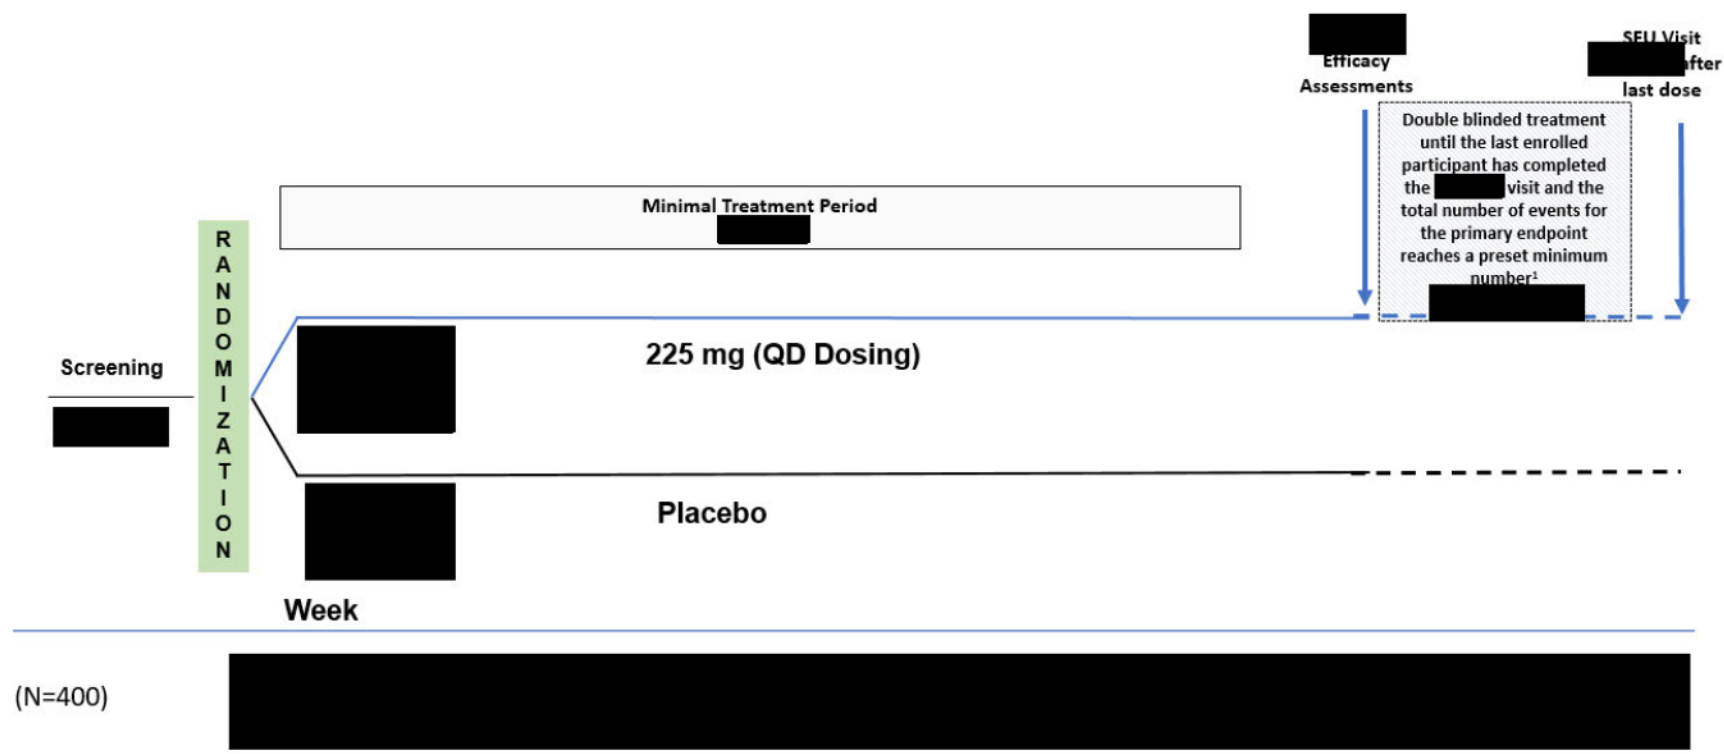 Efficacy
Assessments
SFU Visit
after
last dose
Double blinded treatment
until the last enrolled
participant has completed
the visit and the
total number of events for
the primary endpoint
reaches a preset minimum
number¹
Minimal Treatment Period
RANDOMIZATION
225 mg (QD Dosing)
Screening
Placebo
Week
(N=400)